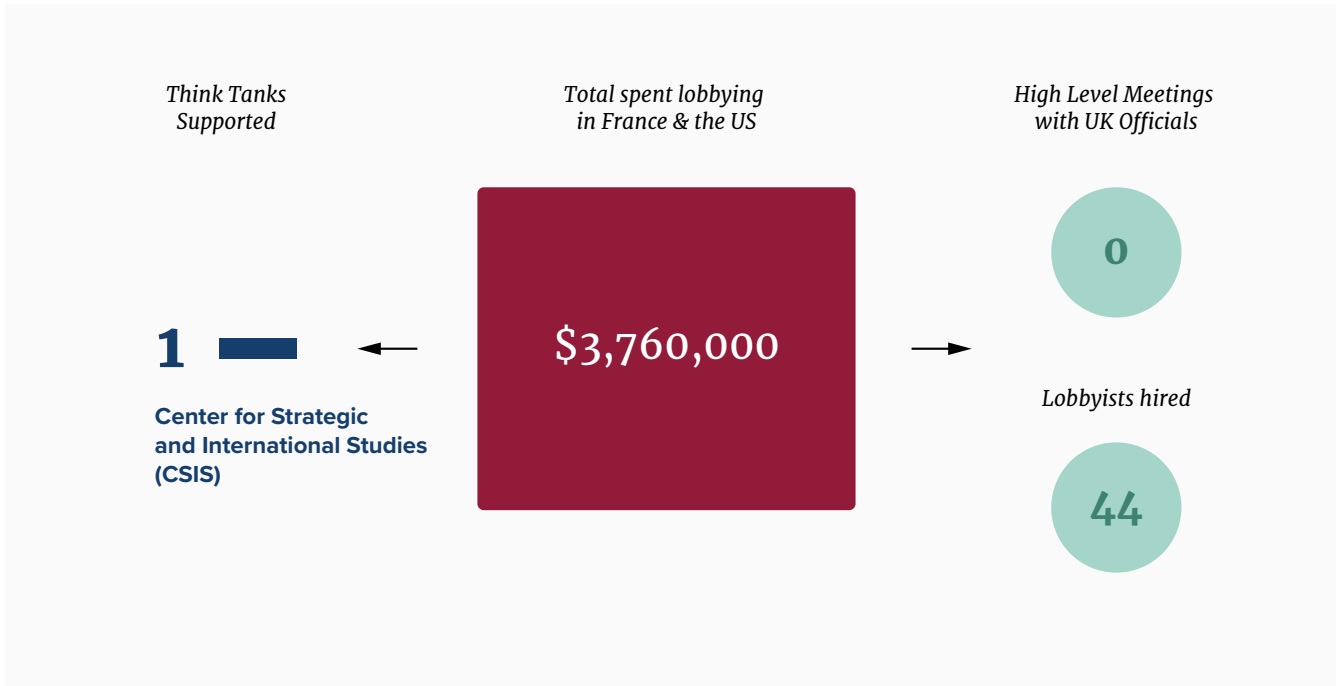 Think Tanks
Supported
1
Center for Strategic
and International Studies
(CSIS)
Total spent lobbying
in France & the US
$3,760,000
High Level Meetings
with UK Officials
0
Lobbyists hired
44